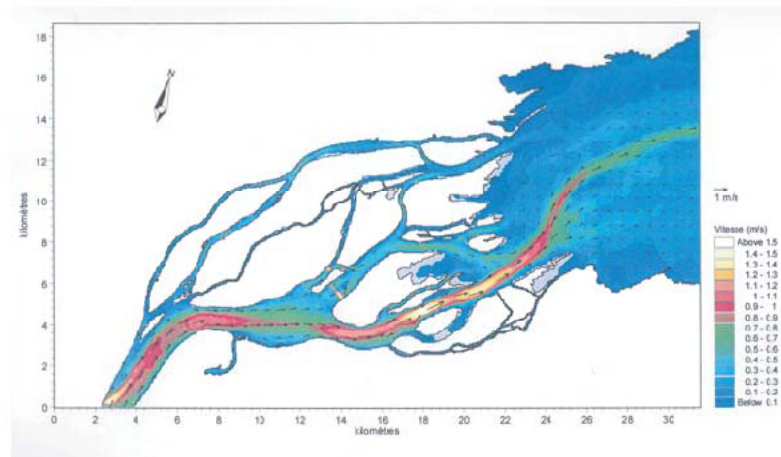 18
16
14
12
10
8
6
4
2
0
kilomètres
N
0 2 4 6 8 10 12 14 16 18 20 22 24 26 28 30
kilomètres
1 m/s
Vitesse (m/s)
Above 1.5
1.4 - 1.5
1.3 - 1.4
1.2 - 1.3
1.1 - 1.2
1 - 1.1
0.9 - 1
0.8 - 0.9
0.7 - 0.8
0.6 - 0.7
0.5 - 0.6
0.4 - 0.5
0.3 - 0.4
0.2 - 0.3
0.1 - 0.2
Below 0.1